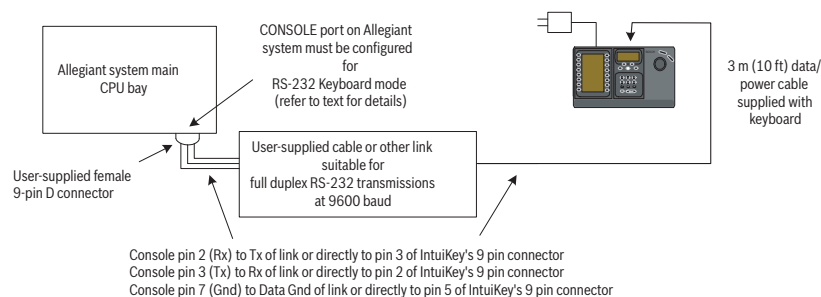 CONSOLE port on Allegiant
system must be configured
for
RS-232 Keyboard mode
(refer to text for details)
Allegiant system main
CPU bay
3 m (10 ft) data/
power cable
supplied with
keyboard
User-supplied female
9-pin D connector
User-supplied cable or other link
suitable for
full duplex RS-232 transmissions
at 9600 baud
Console pin 2 (Rx) to Tx of link or directly to pin 3 of IntuiKey's 9 pin connector
Console pin 3 (Tx) to Rx of link or directly to pin 2 of IntuiKey's 9 pin connector
Console pin 7 (Gnd) to Data Gnd of link or directly to pin 5 of IntuiKey's 9 pin connector